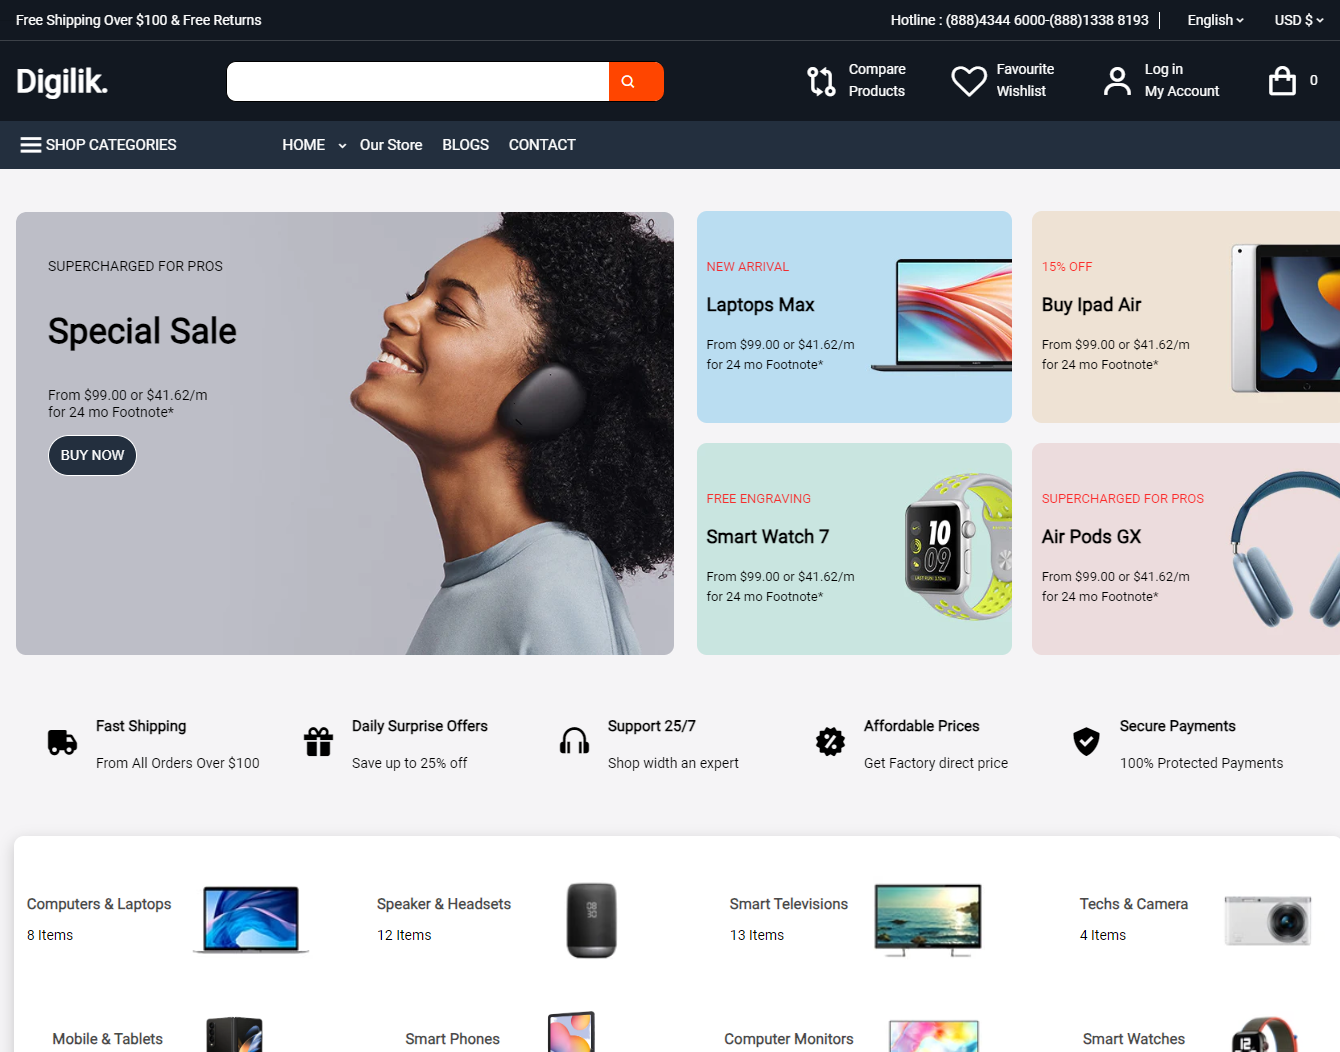 Free Shipping Over $100 & Free Returns
Hotline : (888)4344 6000-(888)1338 8193
English
USD $
Digilik.
Compare
Products
Favourite
Wishlist
Log in
My Account
0
SHOP CATEGORIES
HOME
Our Store
BLOGS
CONTACT
SUPERCHARGED FOR PROS
Special Sale
From $99.00 or $41.62/m
for 24 mo Footnote*
BUY NOW
NEW ARRIVAL
Laptops Max
From $99.00 or $41.62/m
for 24 mo Footnote*
15% OFF
Buy Ipad Air
From $99.00 or $41.62/m
for 24 mo Footnote*
FREE ENGRAVING
Smart Watch 7
From $99.00 or $41.62/m
for 24 mo Footnote*
10
09
SUPERCHARGED FOR PROS
Air Pods GX
From $99.00 or $41.62/m
for 24 mo Footnote*
Fast Shipping
From All Orders Over $100
Daily Surprise Offers
Save up to 25% off
Support 25/7
Shop width an expert
Affordable Prices
Get Factory direct price
Secure Payments
100% Protected Payments
Computers & Laptops
8 Items
Speaker & Headsets
12 Items
Smart Televisions
13 Items
Techs & Camera
4 Items
Mobile & Tablets
Smart Phones
Computer Monitors
Smart Watches
12